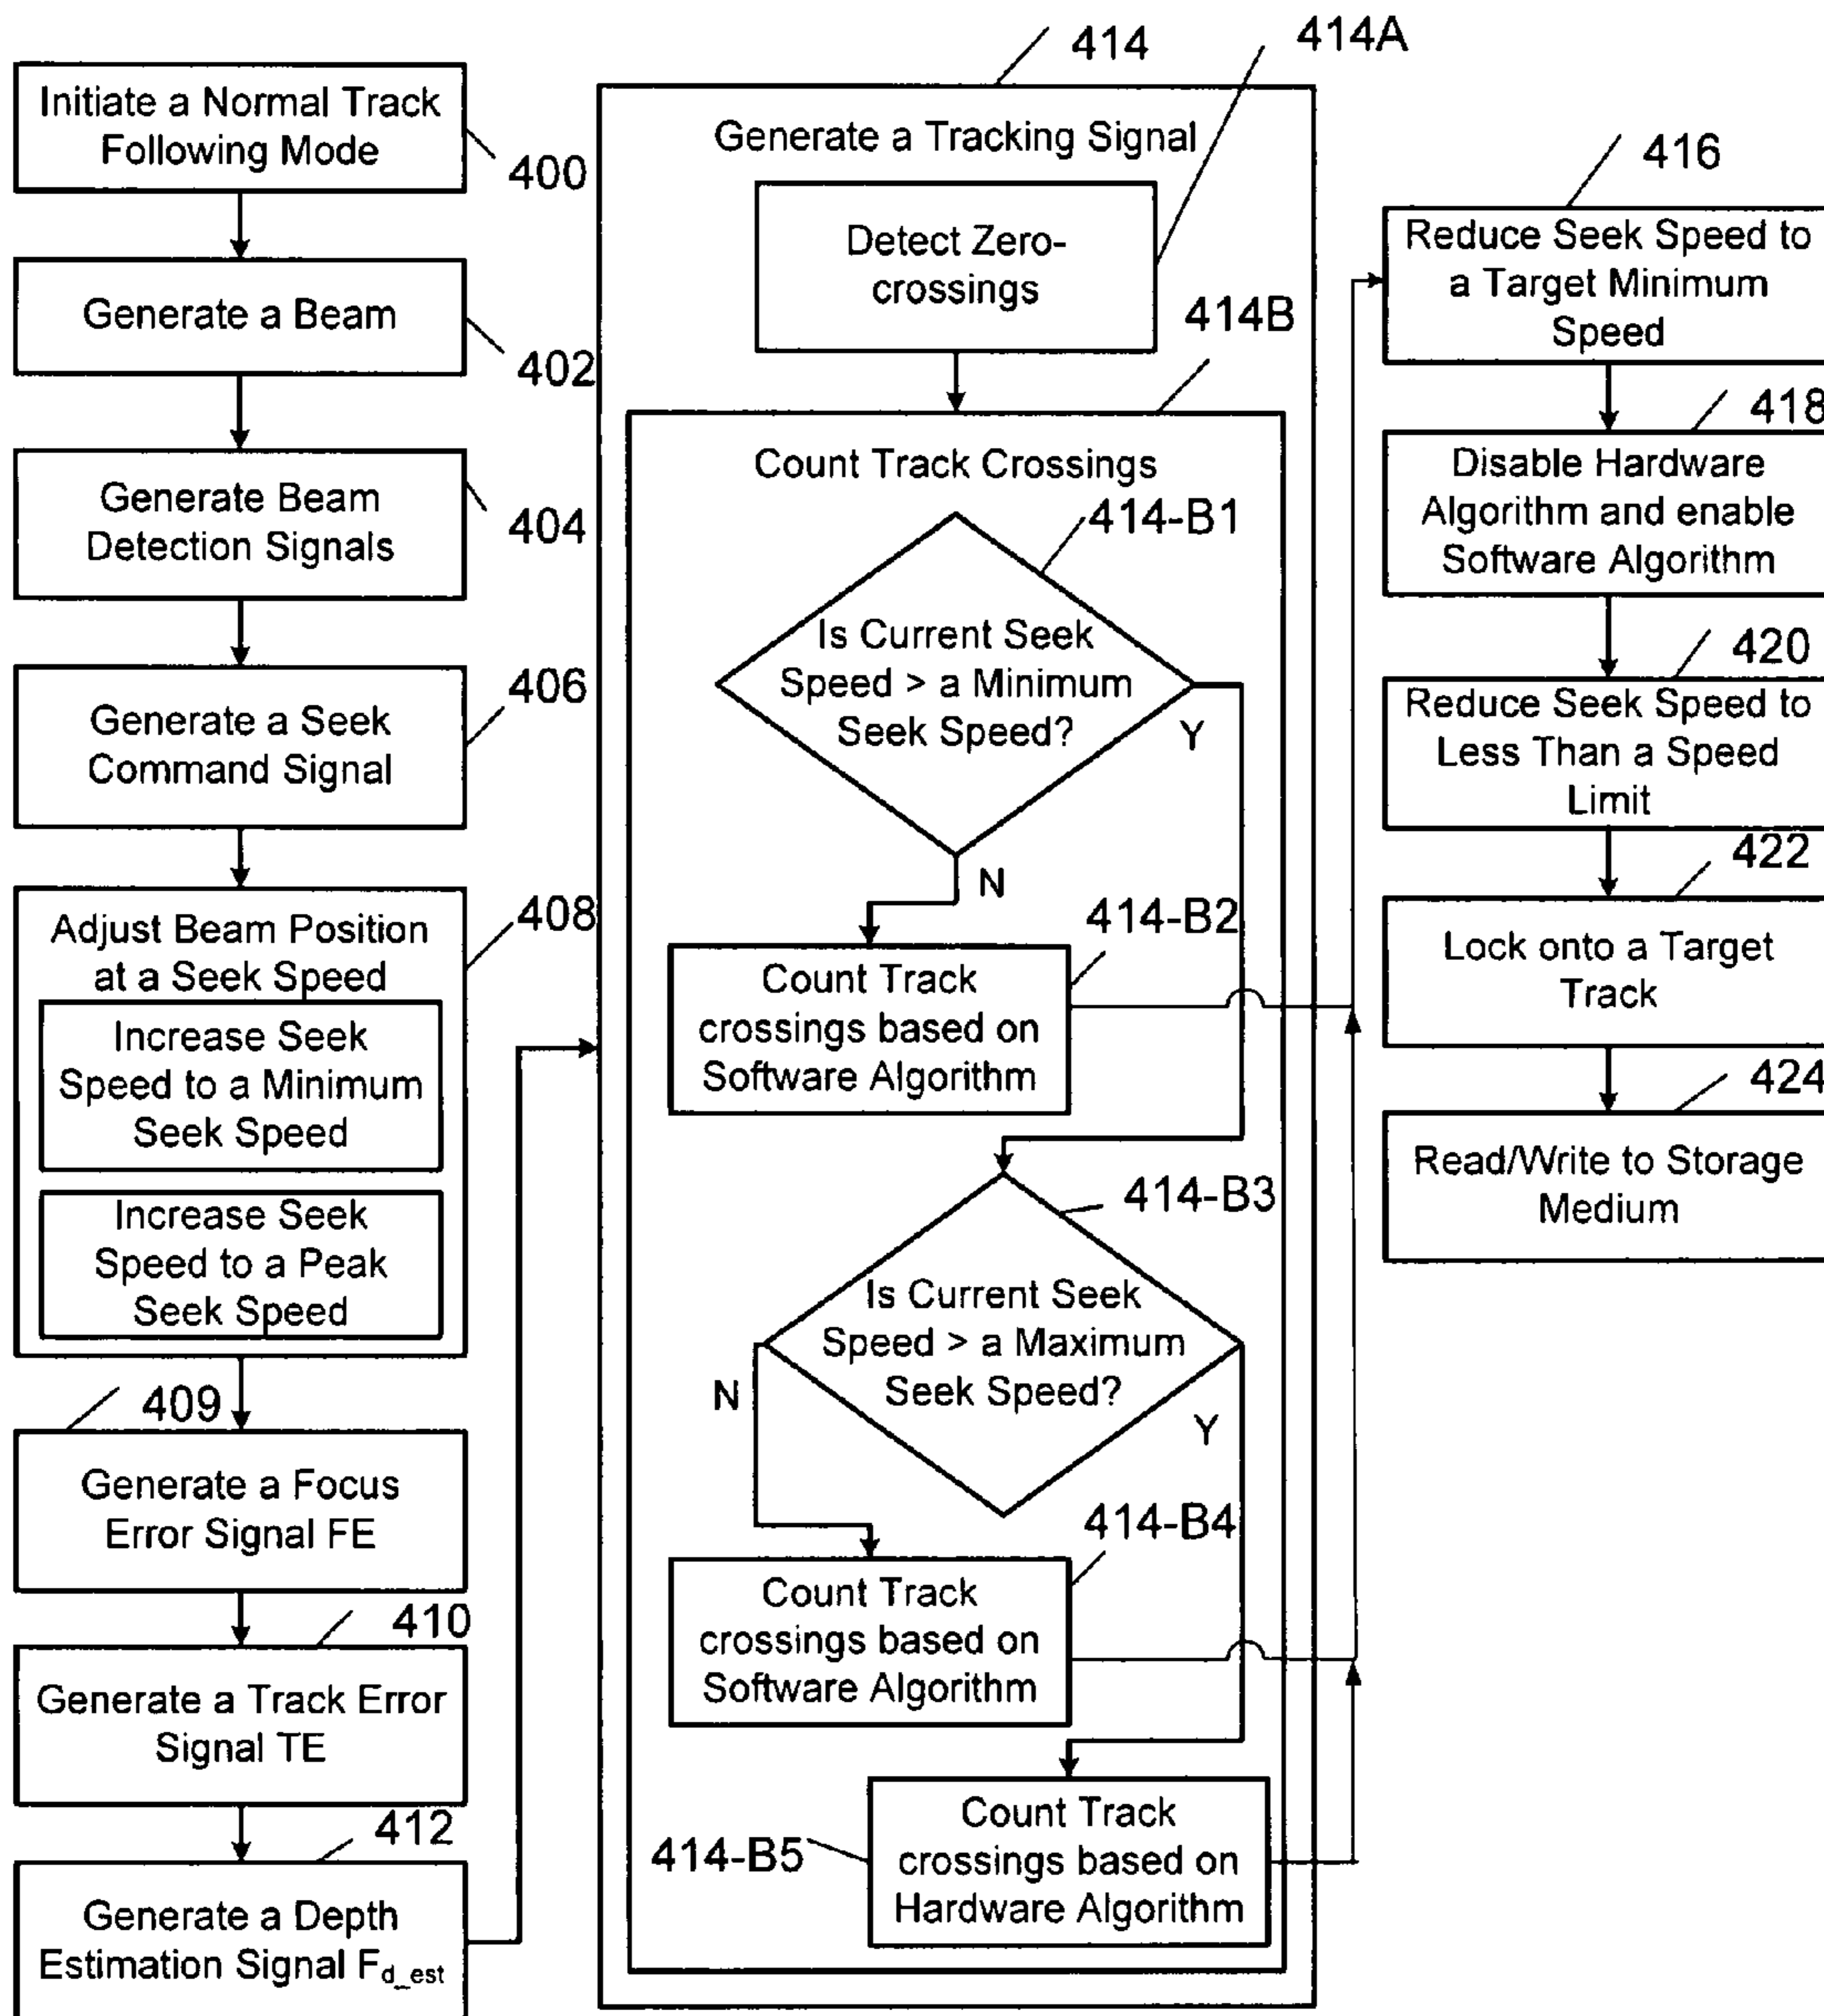 Initiate a Normal Track
Following Mode
400
Generate a Beam
402
Generate Beam
Detection Signals
404
Generate a Seek
Command Signal
406
Adjust Beam Position
at a Seek Speed
408
Increase Seek
Speed to a Minimum
Seek Speed
Increase Seek
Speed to a Peak
Seek Speed
409
Generate a Focus
Error Signal FE
410
Generate a Track Error
Signal TE
412
Generate a Depth
Estimation Signal Fd_est
414
414A
Generate a Tracking Signal
Detect Zero-
crossings
414B
Count Track Crossings
414-B1
Is Current Seek
Speed > a Minimum
Seek Speed?
Y
N
414-B2
Count Track
crossings based on
Software Algorithm
414-B3
Is Current Seek
Speed > a Maximum
Seek Speed?
N
Y
414-B4
Count Track
crossings based on
Software Algorithm
414-B5
Count Track
crossings based on
Hardware Algorithm
416
Reduce Seek Speed to
a Target Minimum
Speed
418
Disable Hardware
Algorithm and enable
Software Algorithm
420
Reduce Seek Speed to
Less Than a Speed
Limit
422
Lock onto a Target
Track
424
Read/Write to Storage
Medium